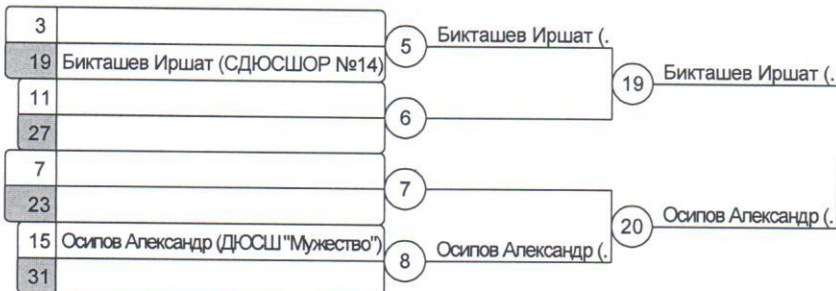 3
5
Бикташев Иршат (.
19
Бикташев Иршат (СДЮСШОР №14)
19
Бикташев Иршат (.
11
6
27
7
7
23
20
Осипов Александр (.
15
Осипов Александр (ДЮСШ "Мужество")
8
Осипов Александр (.
31